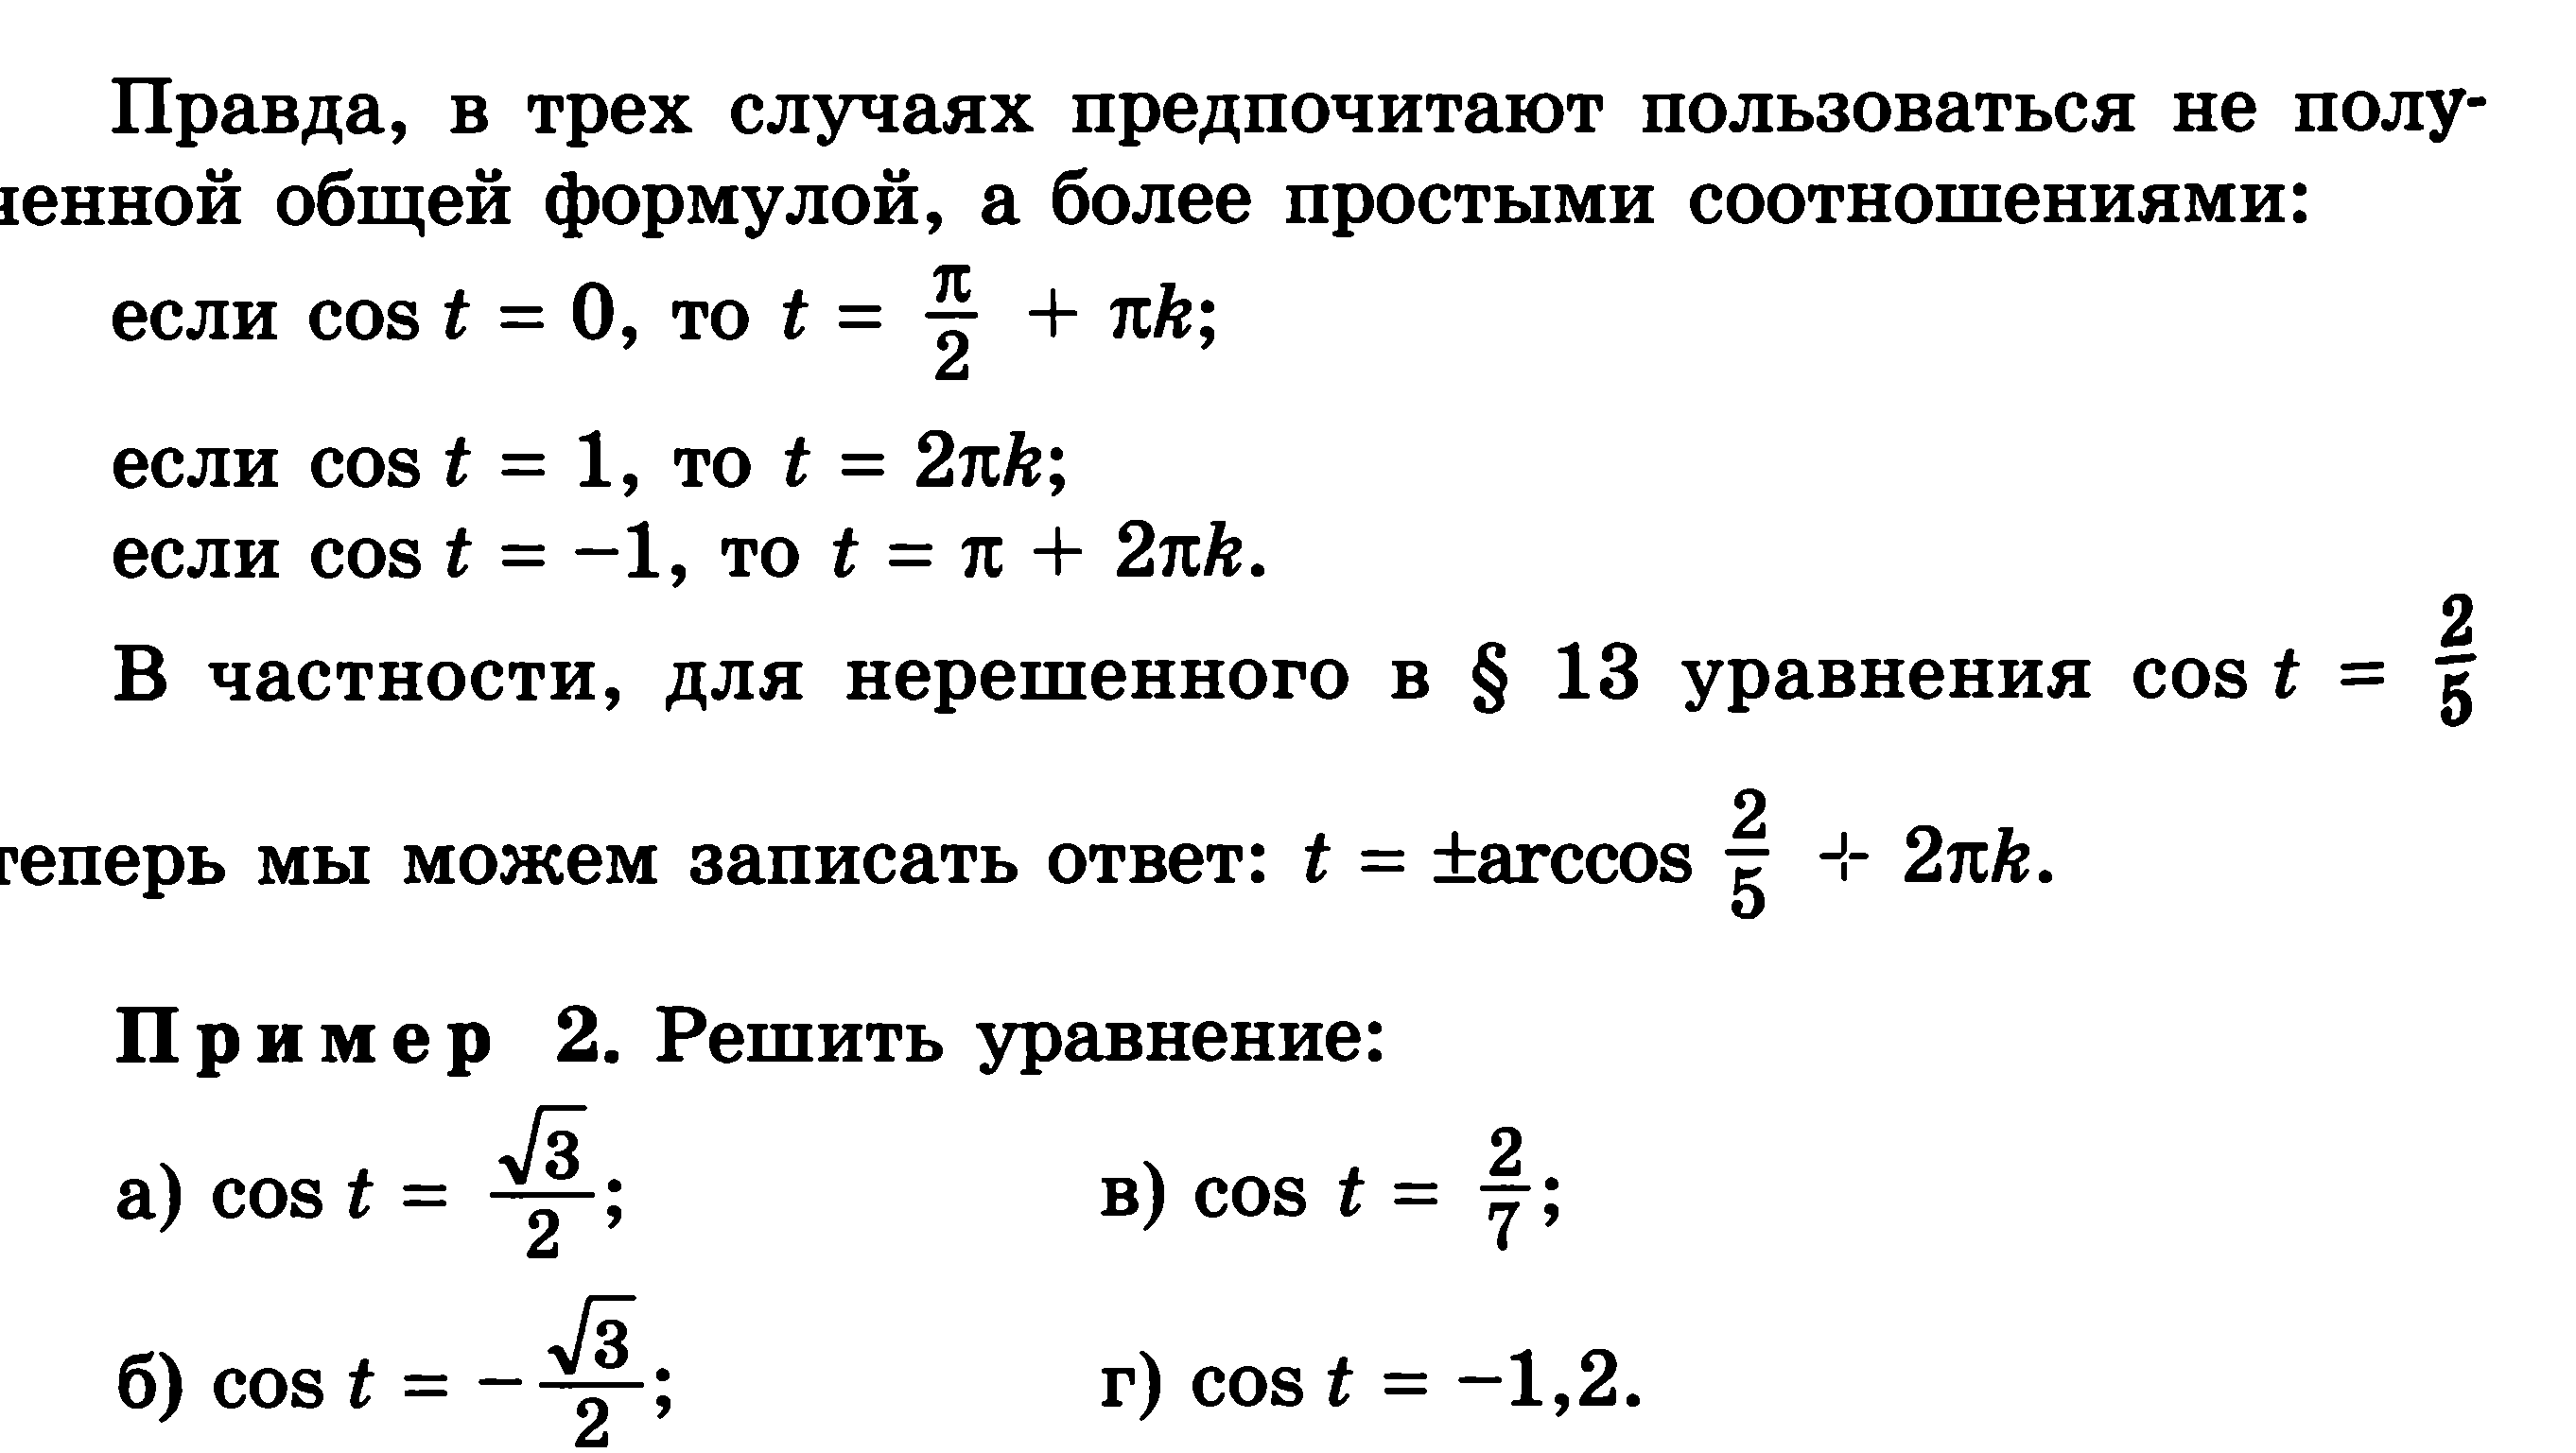 Правда, в трех случаях предпочитают пользоваться не полу-
ченной общей формулой, а более простыми соотношениями:
если cos t = 0, то t = π/2 + πk;
если cos t = 1, то t = 2πk;
если cos t = −1, то t = π + 2πk.
В частности, для нерешенного в § 13 уравнения cos t = 2/5
теперь мы можем записать ответ: t = ±arccos 2/5 + 2πk.
Пример 2. Решить уравнение:
а) cos t = √3/2; в) cos t = 2/7;
б) cos t = −√3/2; г) cos t = −1,2.